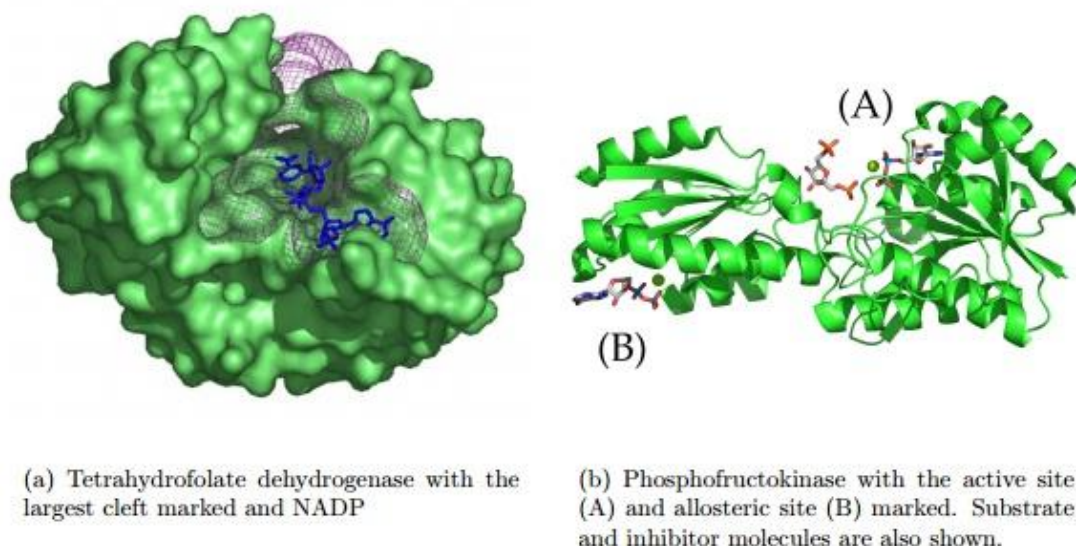 (A)
(B)
(a) Tetrahydrofolate dehydrogenase with the
largest cleft marked and NADP
(b) Phosphofructokinase with the active site
(A) and allosteric site (B) marked. Substrate
and inhibitor molecules are also shown.